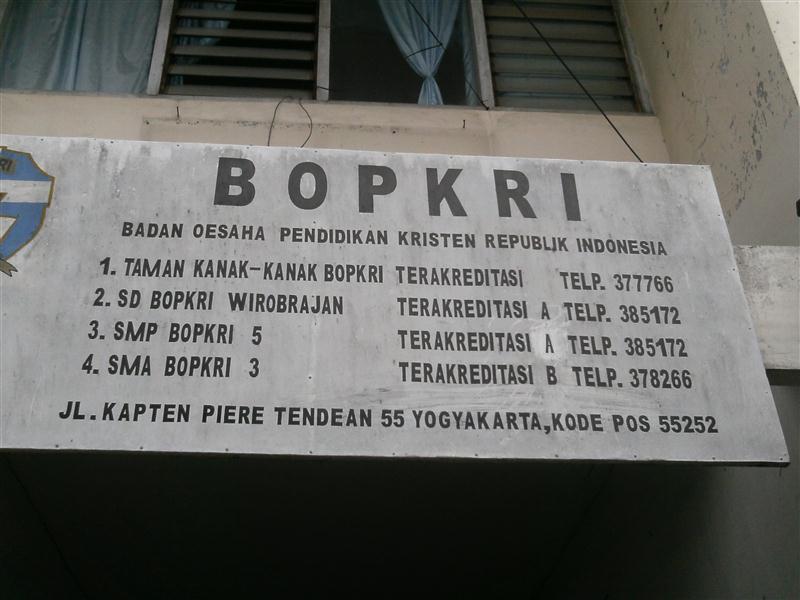 BOPKRI
BADAN OESAHA PENDIDIKAN KRISTEN REPUBLIK INDONESIA
1. TAMAN KANAK-KANAK BOPKRI TERAKREDITASI TELP. 377766
2. SD BOPKRI WIROBRAJAN TERAKREDITASI A TELP. 385172
3. SMP BOPKRI 5 TERAKREDITASI A TELP. 385172
4. SMA BOPKRI 3 TERAKREDITASI B TELP. 378266
JL. KAPTEN PIERE TENDEAN 55 YOGYAKARTA, KODE POS 55252